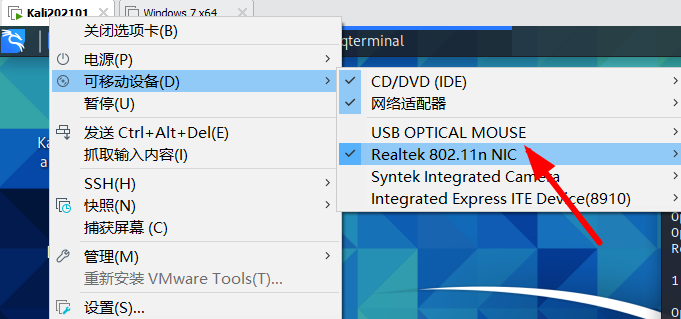 Kali202101
Windows 7 x64
关闭选项卡(B)
qterminal
电源(P)
可移动设备(D)
CD/DVD (IDE)
暂停(U)
网络适配器
发送 Ctrl+Alt+Del(E)
USB OPTICAL MOUSE
抓取输入内容(I)
Realtek 802.11n NIC
SSH(H)
Syntek Integrated Camera
快照(N)
Integrated Express ITE Device(8910)
捕获屏幕 (C)
管理(M)
重新安装 VMware Tools(T)...
设置(S)...